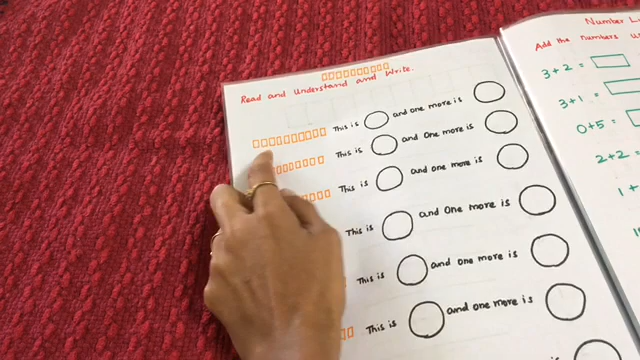 Read and Understand and Write.
This is and one more is
This is and One more is
This is and one more is
This is and One more is
This is and one more is
This is and one more is
Number L
Add the numbers
3+2 =
3+1 =
0+5 =
2+2 =
1+